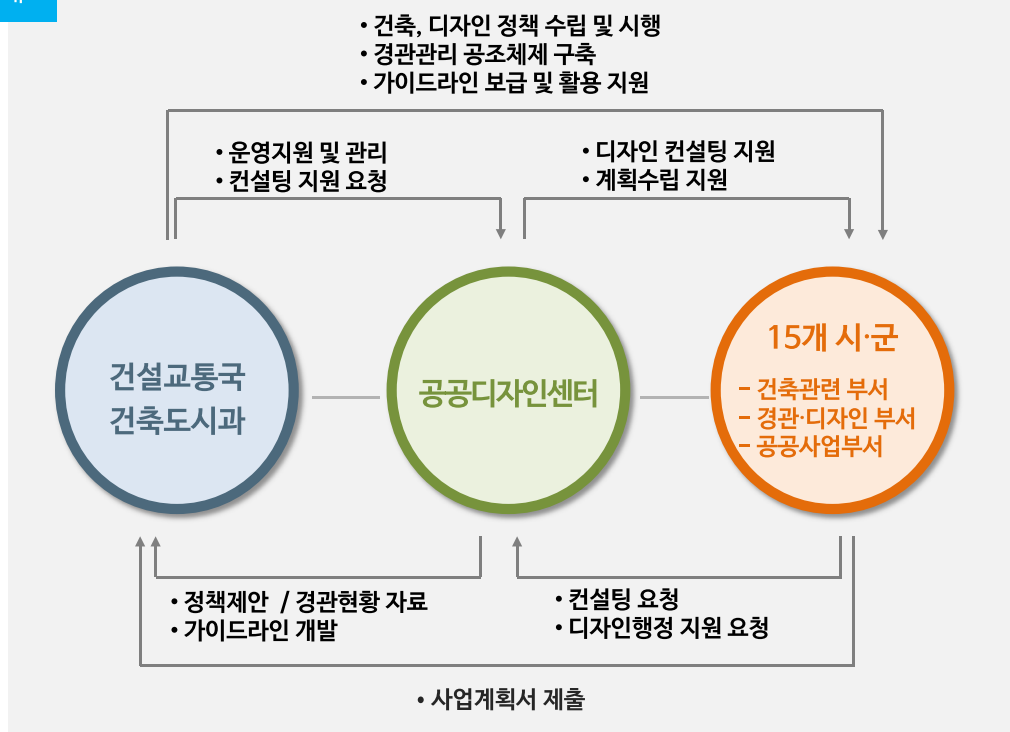 • 건축, 디자인 정책 수립 및 시행
• 경관관리 공조체제 구축
• 가이드라인 보급 및 활용 지원
• 운영지원 및 관리
• 컨설팅 지원 요청
• 디자인 컨설팅 지원
• 계획수립 지원
건설교통국
건축도시과
공공디자인센터
15개 시·군
- 건축관련 부서
- 경관·디자인 부서
- 공공사업부서
• 정책제안 / 경관현황 자료
• 가이드라인 개발
• 컨설팅 요청
• 디자인행정 지원 요청
• 사업계획서 제출